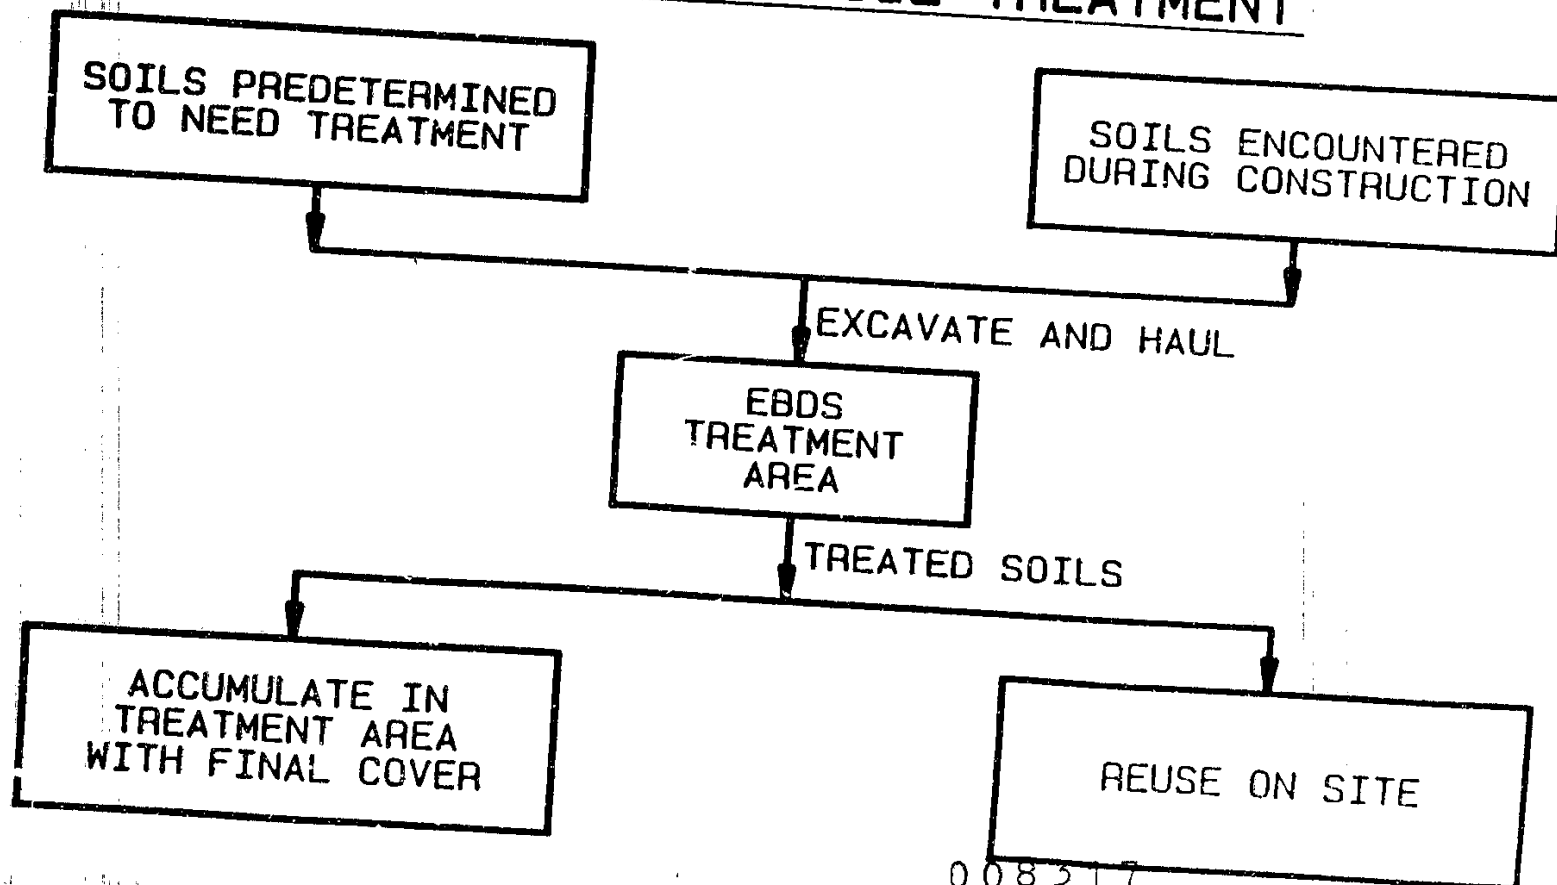 TREATMENT
SOILS PREDETERMINED
TO NEED TREATMENT
SOILS ENCOUNTERED
DURING CONSTRUCTION
EXCAVATE AND HAUL
EBDS
TREATMENT
AREA
TREATED SOILS
ACCUMULATE IN
TREATMENT AREA
WITH FINAL COVER
REUSE ON SITE